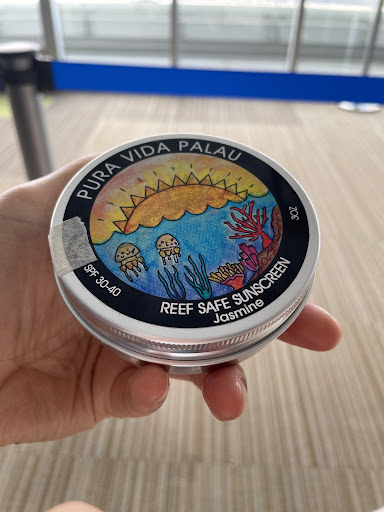 PURA VIDA PALAU
SPF 30-40
3OZ
REEF SAFE SUNSCREEN
Jasmine